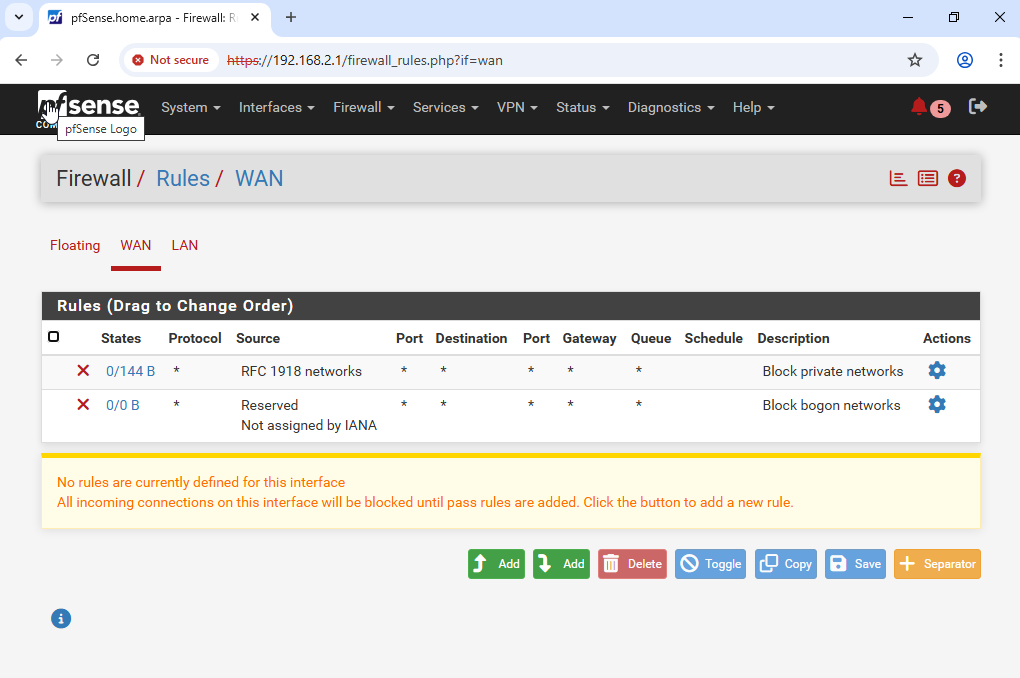 pf pfSense.home.arpa - Firewall: R
Not secure https://192.168.2.1/firewall_rules.php?if=wan
pfsense System Interfaces Firewall Services VPN Status Diagnostics Help 5
pfSense Logo
Firewall / Rules / WAN ?
Floating WAN LAN
Rules (Drag to Change Order)
States Protocol Source Port Destination Port Gateway Queue Schedule Description Actions
0/144 B * RFC 1918 networks * * * * * Block private networks
0/0 B * Reserved * * * * * Block bogon networks
Not assigned by IANA
No rules are currently defined for this interface
All incoming connections on this interface will be blocked until pass rules are added. Click the button to add a new rule.
Add Add Delete Toggle Copy Save + Separator
i